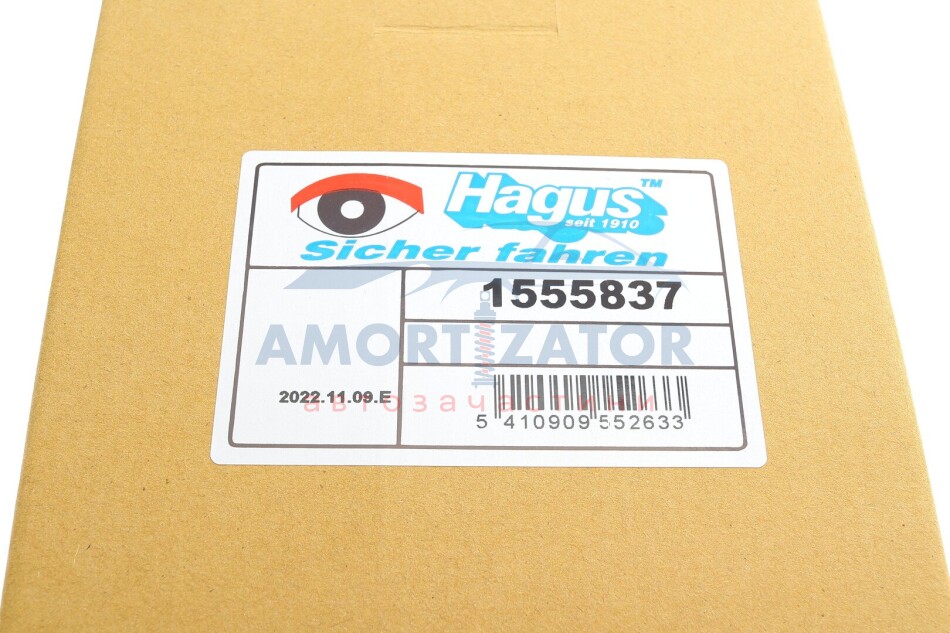 Hagus™
seit 1910
Sicher fahren
1555837
AMORTIZATOR
2022.11.09.E
автозапчастини
5 410909 552633